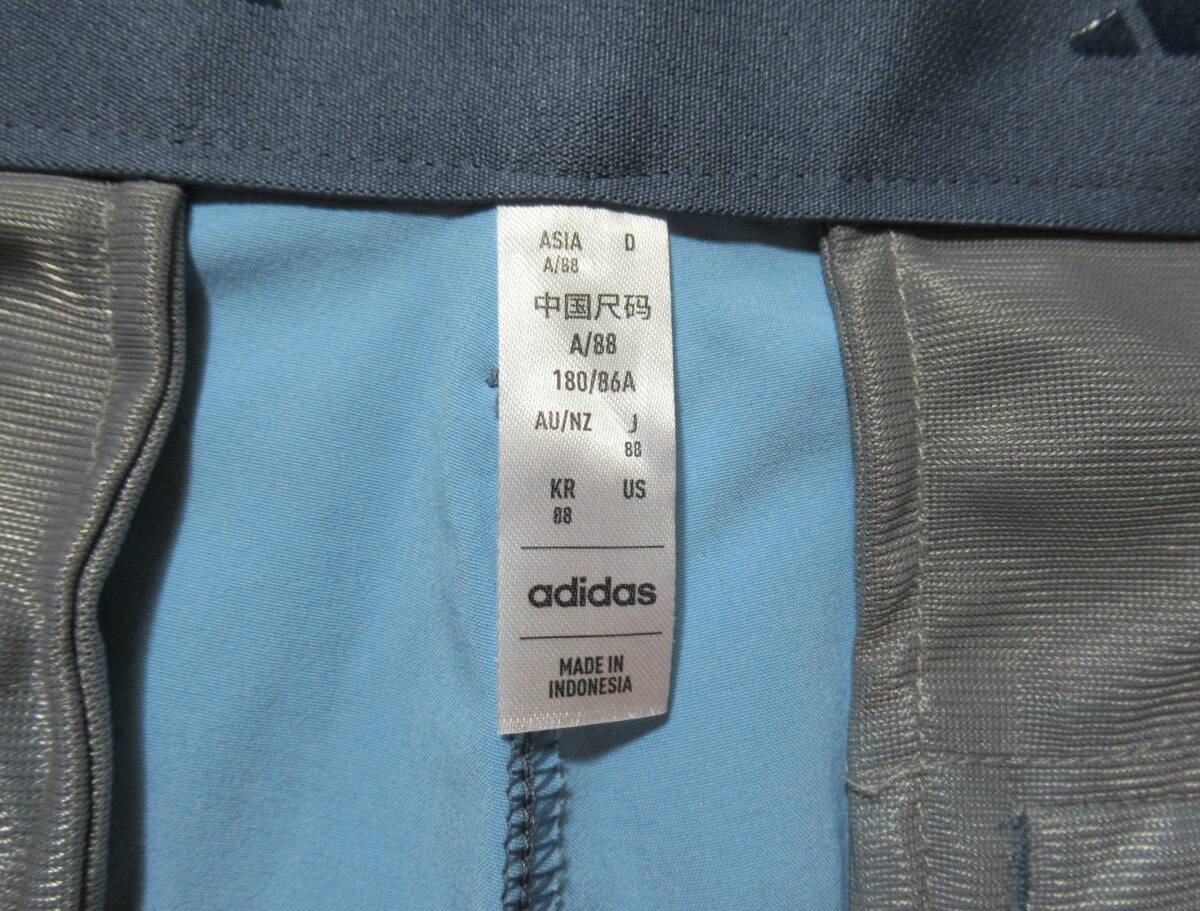 ASIA D
A/88
中国尺码
A/88
180/86A
AU/NZ J
88
KR US
88
adidas
MADE IN
INDONESIA